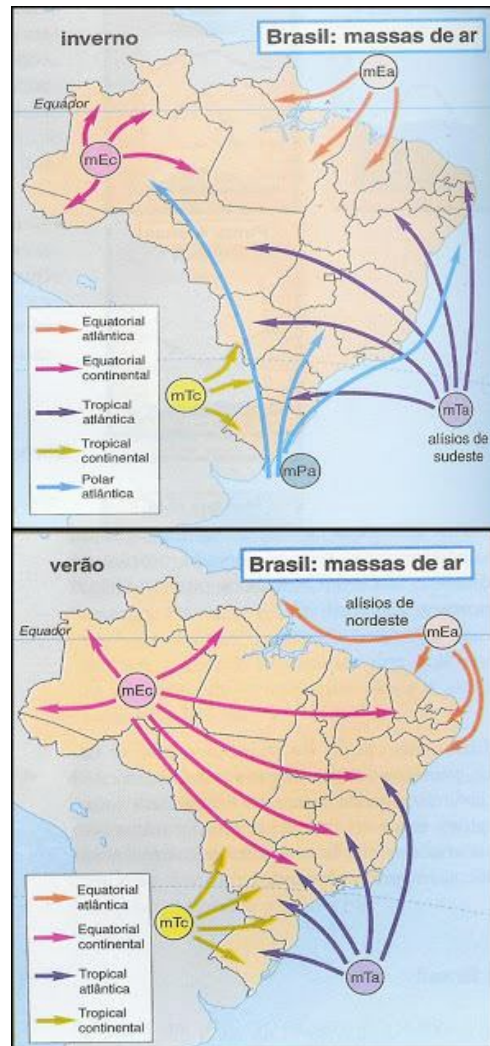 inverno
Brasil: massas de ar
mEa
Equador
mEc
Equatorial
atlântica
Equatorial
continental
Tropical
atlântica
Tropical
continental
Polar
atlântica
mTc
mTa
alísios de
sudeste
mPa
verão
Brasil: massas de ar
alísios de
nordeste
mEa
Equador
mEc
Equatorial
atlântica
Equatorial
continental
Tropical
atlântica
Tropical
continental
mTc
mTa